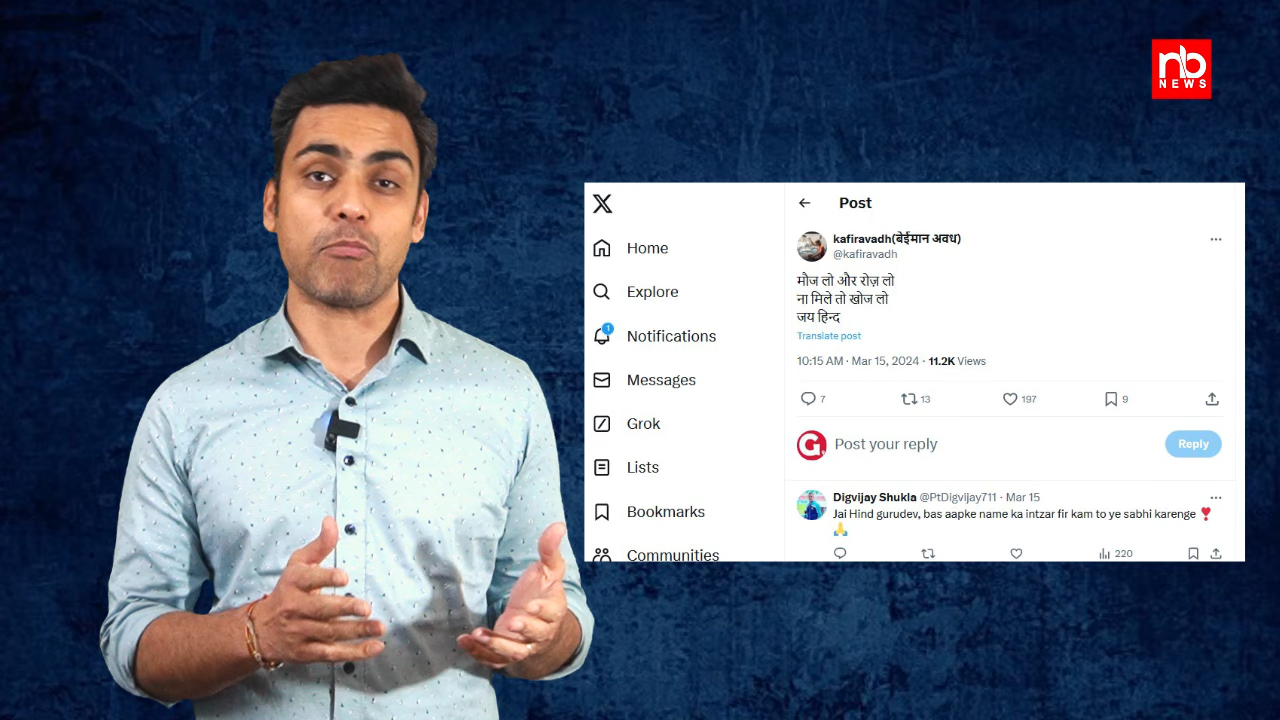 nb
NEWS
X
Home
Explore
1
Notifications
Messages
Grok
Lists
Bookmarks
Communities
← Post
kafiravadh(बेईमान अवध)
@kafiravadh
मौज लो और रोज़ लो
ना मिले तो खोज लो
जय हिन्द
Translate post
10:15 AM · Mar 15, 2024 · 11.2K Views
7 13 197 9
G
Post your reply
Reply
Digvijay Shukla @PtDigvijay711 · Mar 15
Jai Hind gurudev, bas aapke name ka intzar fir kam to ye sabhi karenge ❣️
🙏
220